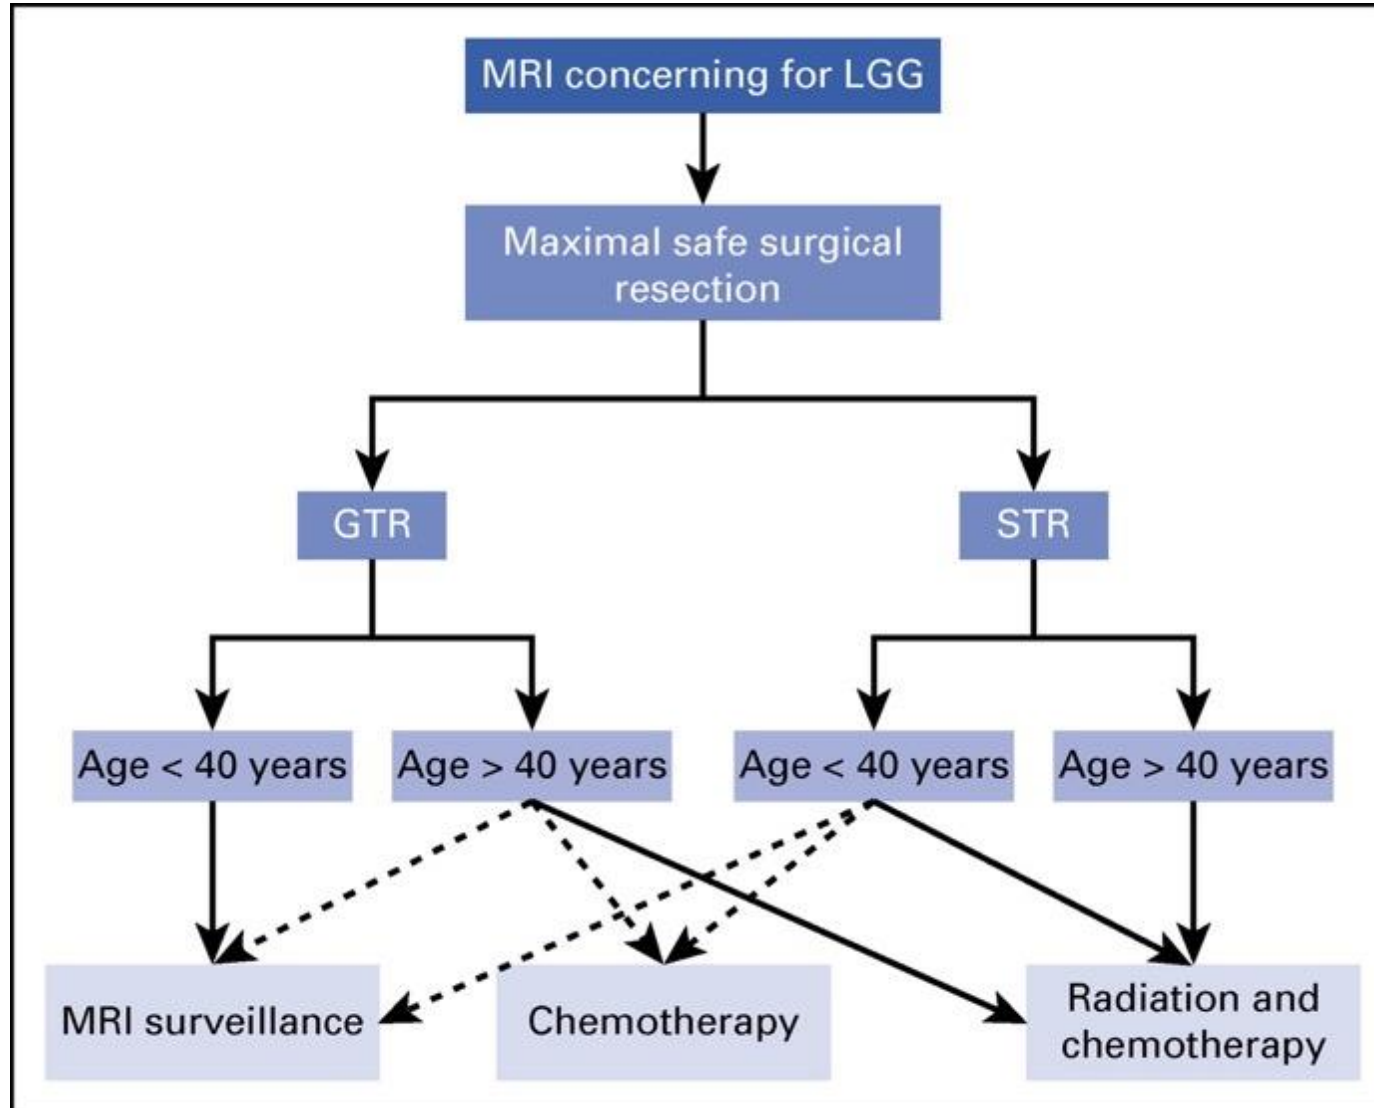 MRI concerning for LGG
Maximal safe surgical
resection
GTR
STR
Age < 40 years
Age > 40 years
Age < 40 years
Age > 40 years
MRI surveillance
Chemotherapy
Radiation and
chemotherapy